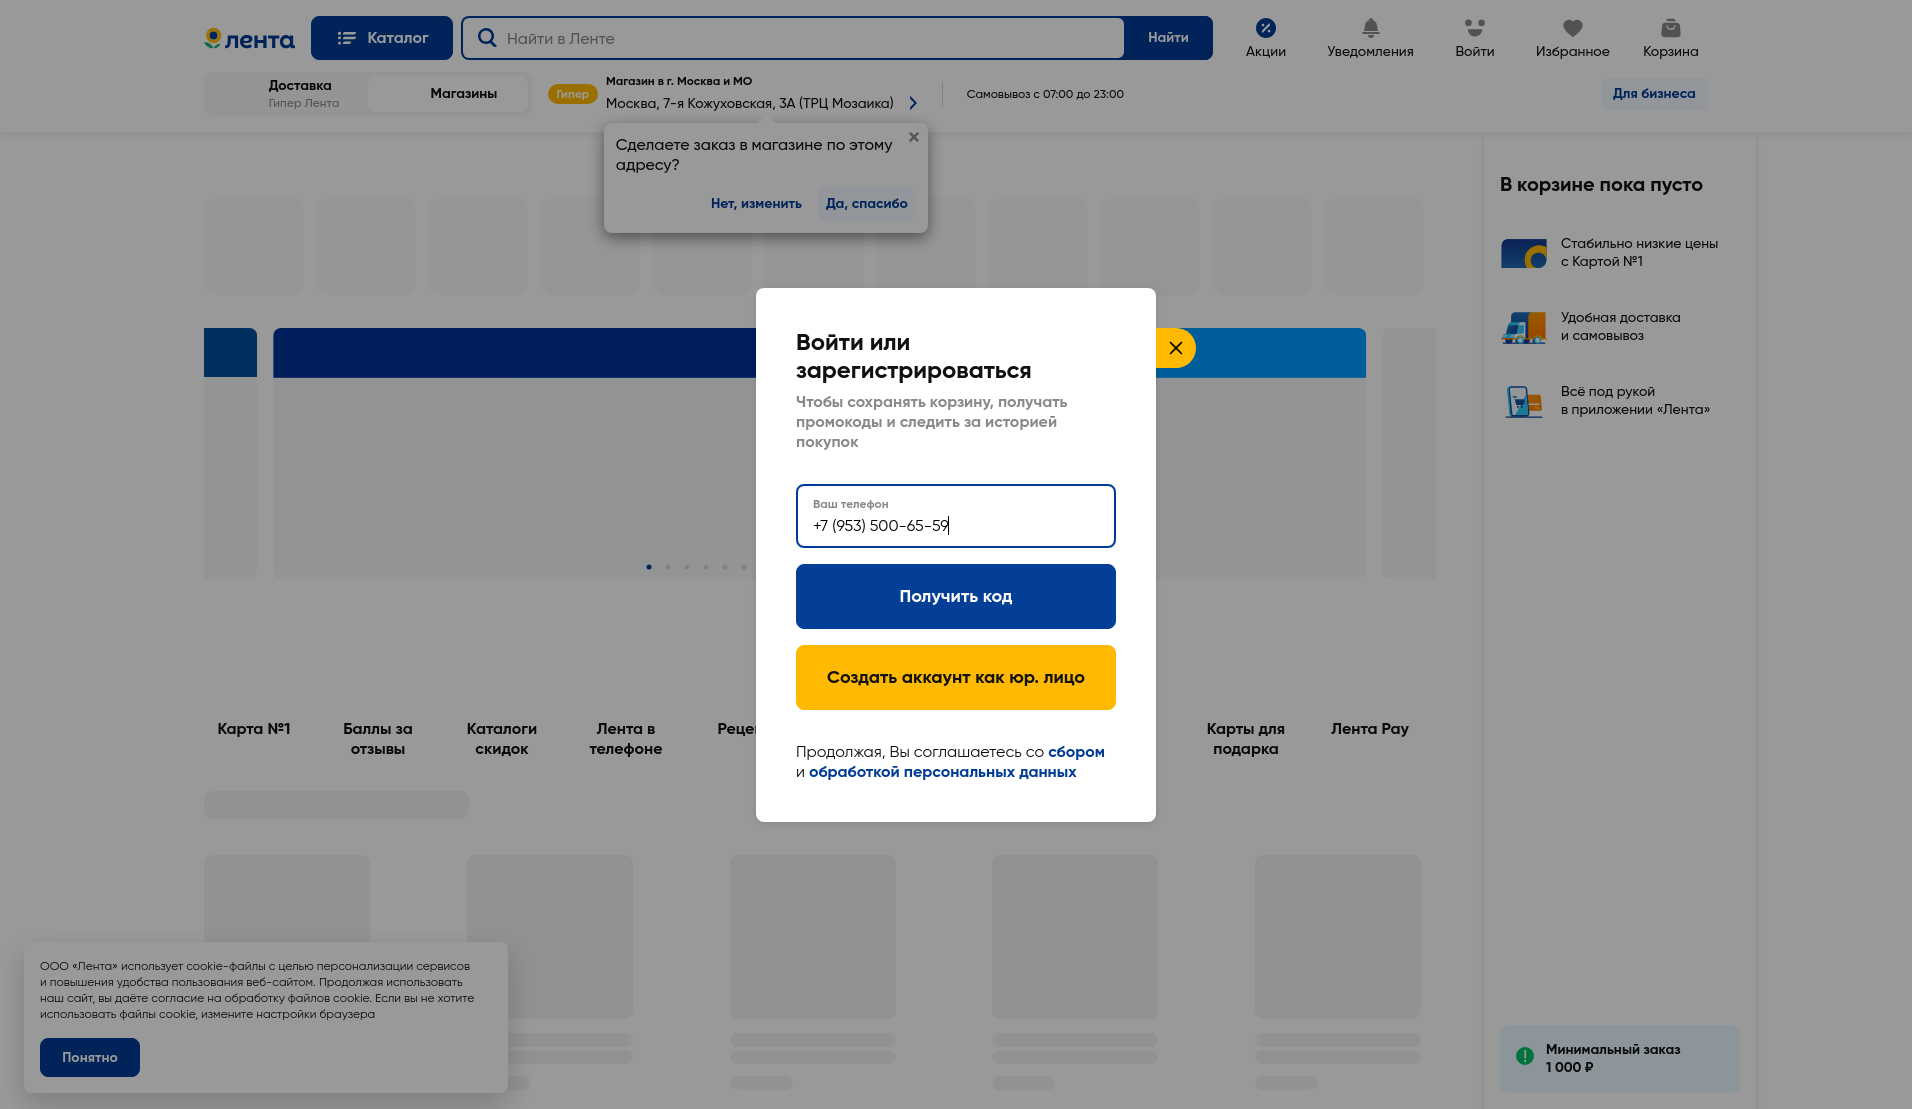 лента
Каталог
Найти в Ленте
Найти
Акции
Уведомления
Войти
Избранное
Корзина
Доставка
Гипер Лента
Магазины
Гипер
Магазин в г. Москва и МО
Москва, 7-я Кожуховская, 3А (ТРЦ Мозаика)
Самовывоз с 07:00 до 23:00
Для бизнеса
Сделаете заказ в магазине по этому
адресу?
Нет, изменить
Да, спасибо
В корзине пока пусто
Стабильно низкие цены
с Картой №1
Удобная доставка
и самовывоз
Всё под рукой
в приложении «Лента»
Войти или
зарегистрироваться
Чтобы сохранять корзину, получать
промокоды и следить за историей
покупок
Ваш телефон
+7 (953) 500-65-59
Получить код
Создать аккаунт как юр. лицо
Продолжая, Вы соглашаетесь со сбором
и обработкой персональных данных
Карта №1
Баллы за
отзывы
Каталоги
скидок
Лента в
телефоне
Карты для
подарка
Лента Pay
ООО «Лента» использует cookie-файлы с целью персонализации сервисов
и повышения удобства пользования веб-сайтом. Продолжая использовать
наш сайт, вы даёте согласие на обработку файлов cookie. Если вы не хотите
использовать файлы cookie, измените настройки браузера
Понятно
Минимальный заказ
1 000 ₽